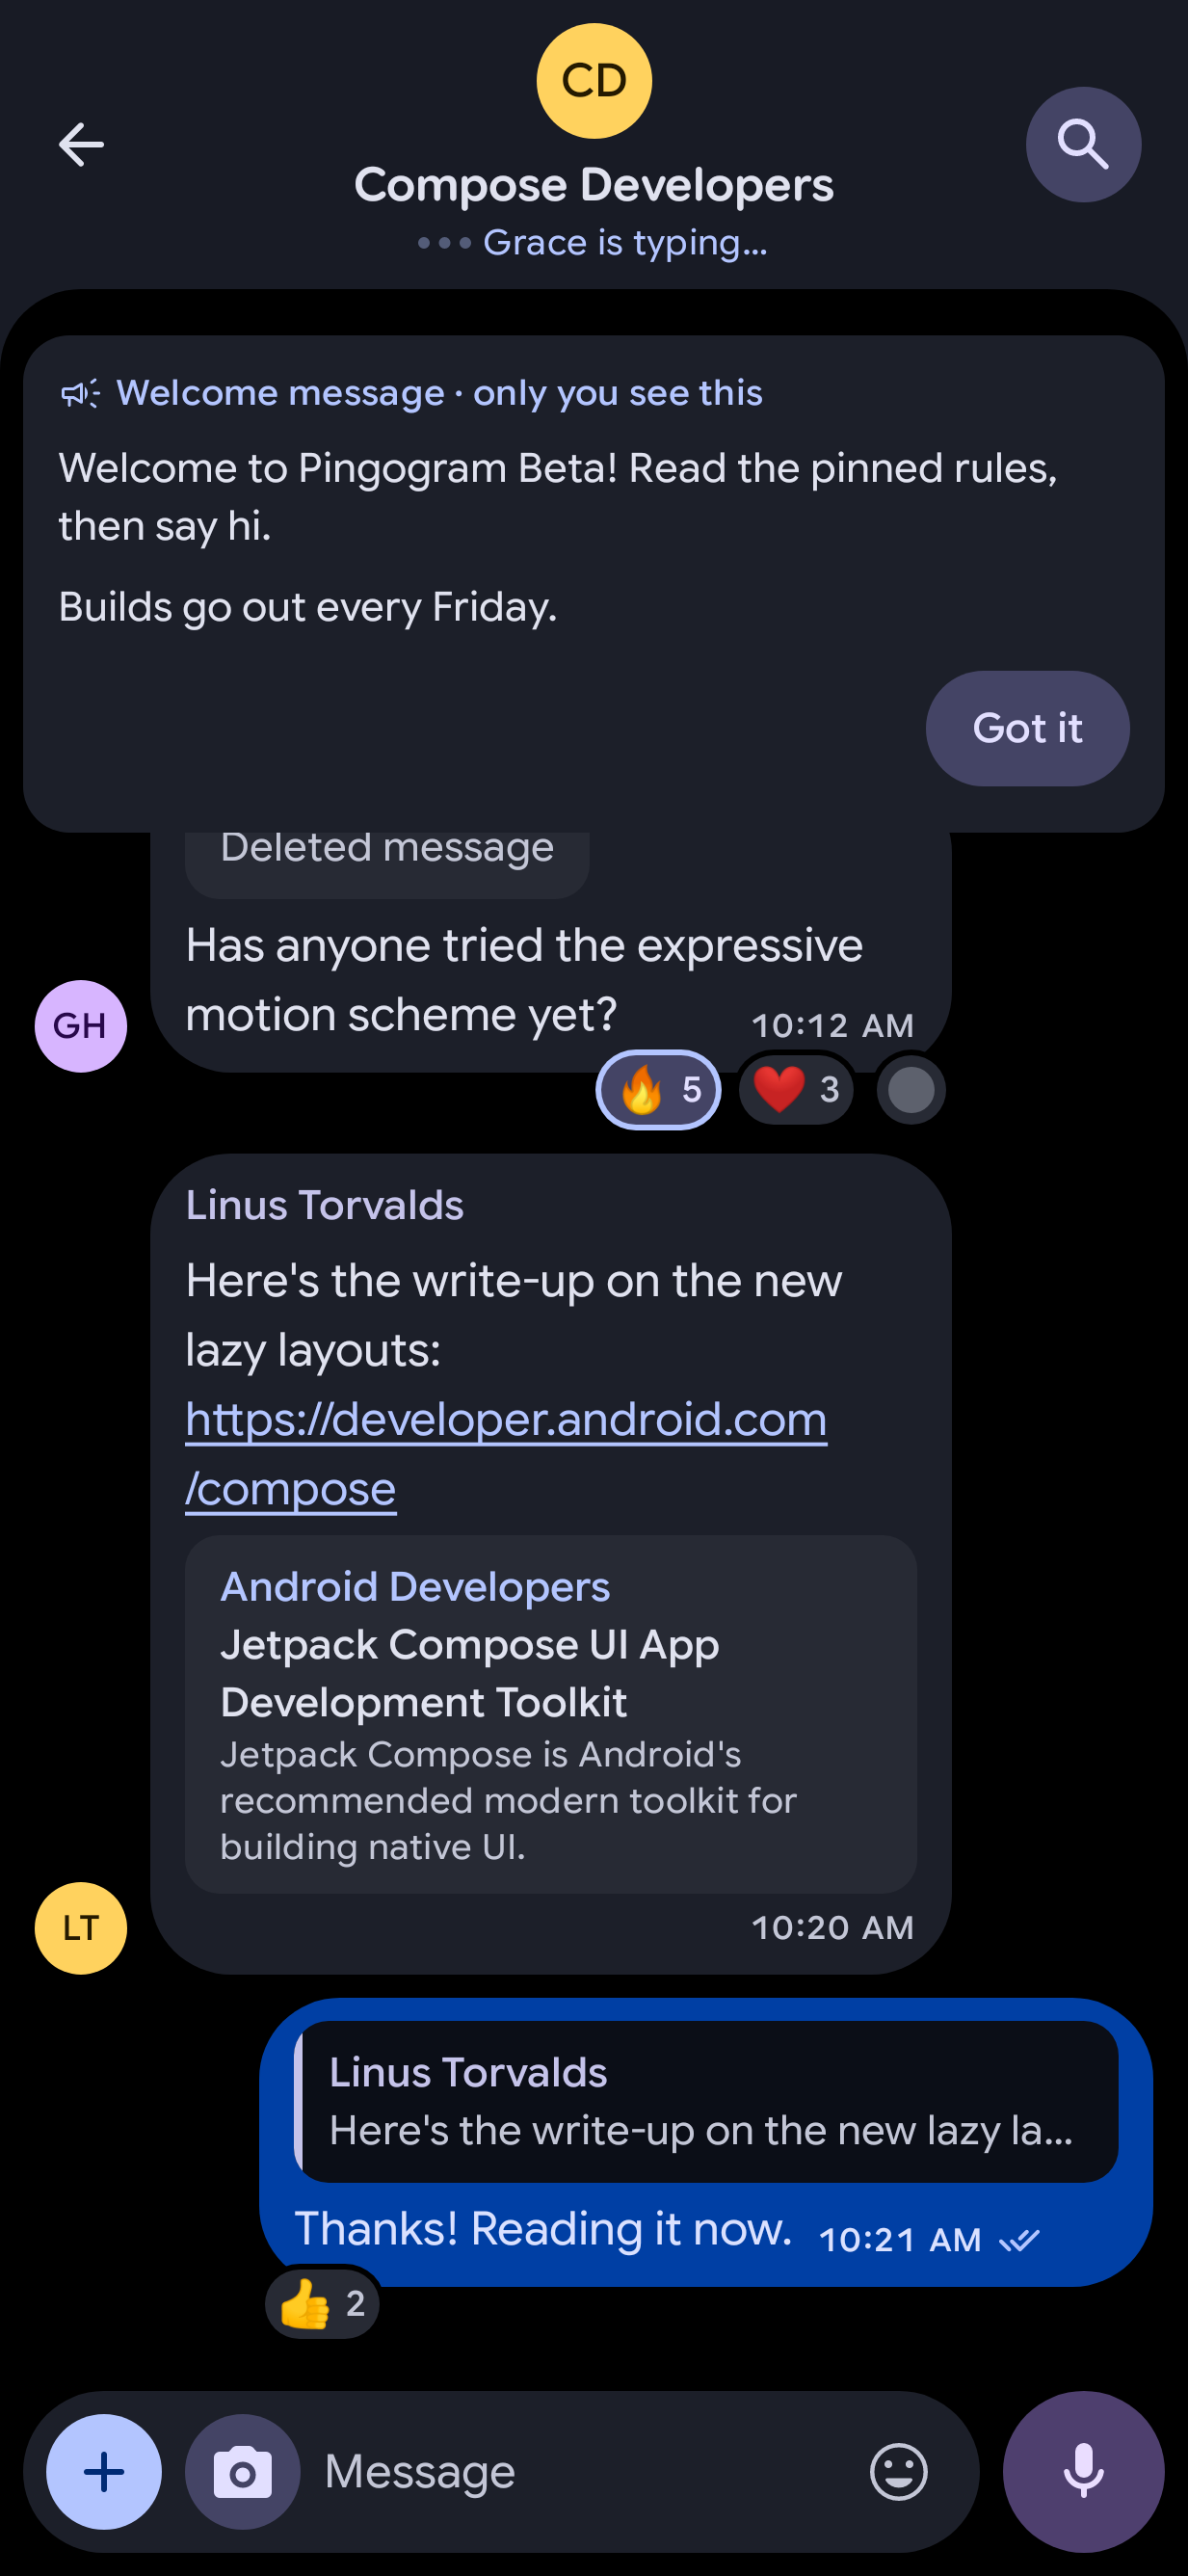 CD
Compose Developers
Grace is typing...
Welcome message · only you see this
Welcome to Pingogram Beta! Read the pinned rules,
then say hi.
Builds go out every Friday.
Got it
Deleted message
Has anyone tried the expressive
motion scheme yet?
10:12 AM
GH
5
3
Linus Torvalds
Here's the write-up on the new
lazy layouts:
https://developer.android.com
/compose
Android Developers
Jetpack Compose UI App
Development Toolkit
Jetpack Compose is Android's
recommended modern toolkit for
building native UI.
LT
10:20 AM
Linus Torvalds
Here's the write-up on the new lazy la...
Thanks! Reading it now. 10:21 AM
2
Message